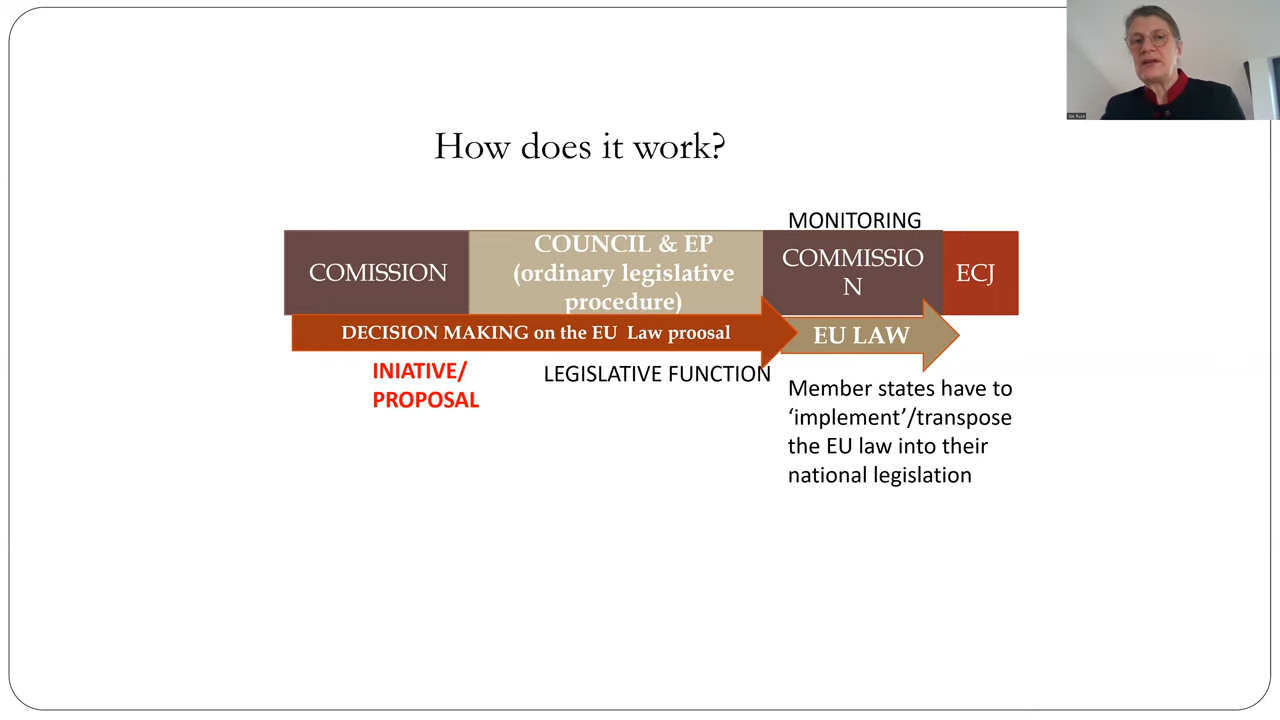 How does it work?
MONITORING
COMISSION
COUNCIL & EP
(ordinary legislative
procedure)
COMMISSIO
N
ECJ
DECISION MAKING on the EU Law proosal
EU LAW
INIATIVE/
PROPOSAL
LEGISLATIVE FUNCTION
Member states have to
‘implement’/transpose
the EU law into their
national legislation